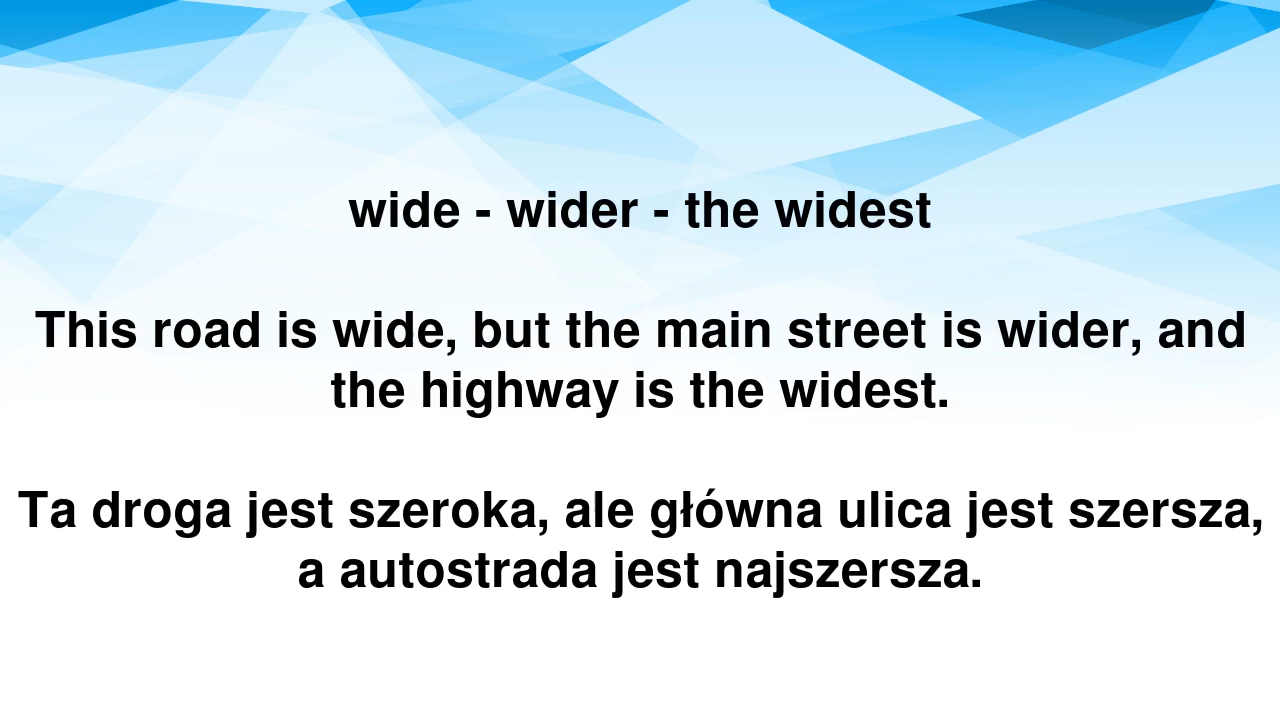 wide - wider - the widest
This road is wide, but the main street is wider, and
the highway is the widest.
Ta droga jest szeroka, ale główna ulica jest szersza,
a autostrada jest najszersza.